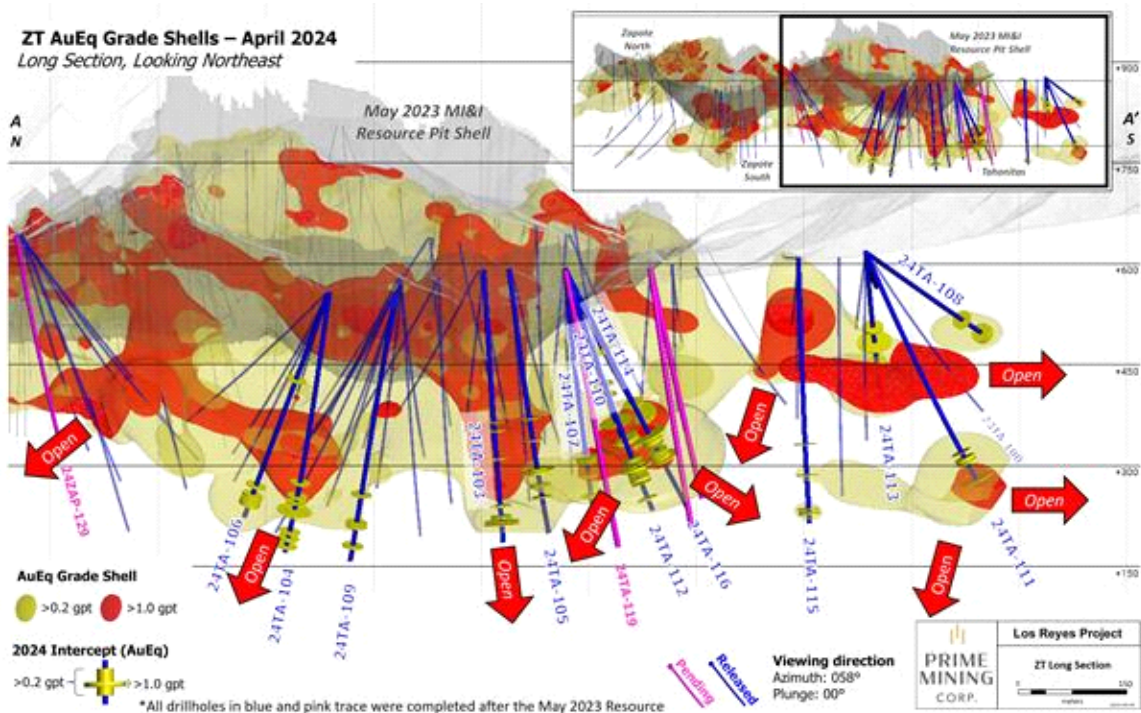 ZT AuEq Grade Shells – April 2024
Long Section, Looking Northeast
A
N
May 2023 MI&I
Resource Pit Shell
Zapote
North
May 2023 MI&I
Resource Pit Shell
Zapote
South
Tahonitas
+900
A'
S
+750
+600
+450
+300
+150
24TA-108
24TA-114
24TA-110
24TA-107
24TA-103
24TA-100
24TA-113
24TA-111
24ZAP-129
24TA-106
24TA-104
24TA-109
24TA-105
24TA-119
24TA-112
24TA-116
24TA-115
Open
Open
Open
Open
Open
Open
Open
Open
Open
AuEq Grade Shell
>0.2 gpt
>1.0 gpt
2024 Intercept (AuEq)
>0.2 gpt
>1.0 gpt
*All drillholes in blue and pink trace were completed after the May 2023 Resource
Pending
Released
Viewing direction
Azimuth: 058°
Plunge: 00°
PRIME
MINING
CORP.
Los Reyes Project
ZT Long Section
0 150
meters